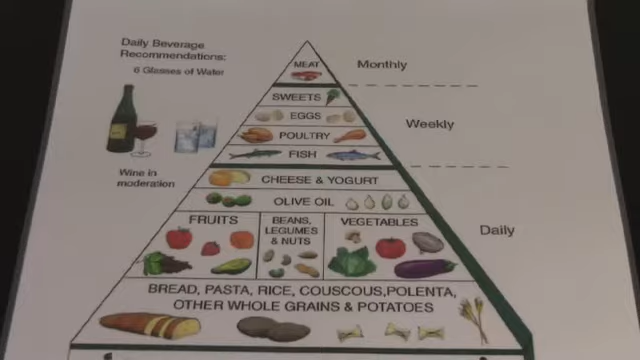 Daily Beverage
Recommendations:
6 Glasses of Water
Wine in
moderation
MEAT
Monthly
SWEETS
EGGS
POULTRY
FISH
Weekly
CHEESE & YOGURT
OLIVE OIL
FRUITS
BEANS,
LEGUMES
& NUTS
VEGETABLES
Daily
BREAD, PASTA, RICE, COUSCOUS,POLENTA,
OTHER WHOLE GRAINS & POTATOES